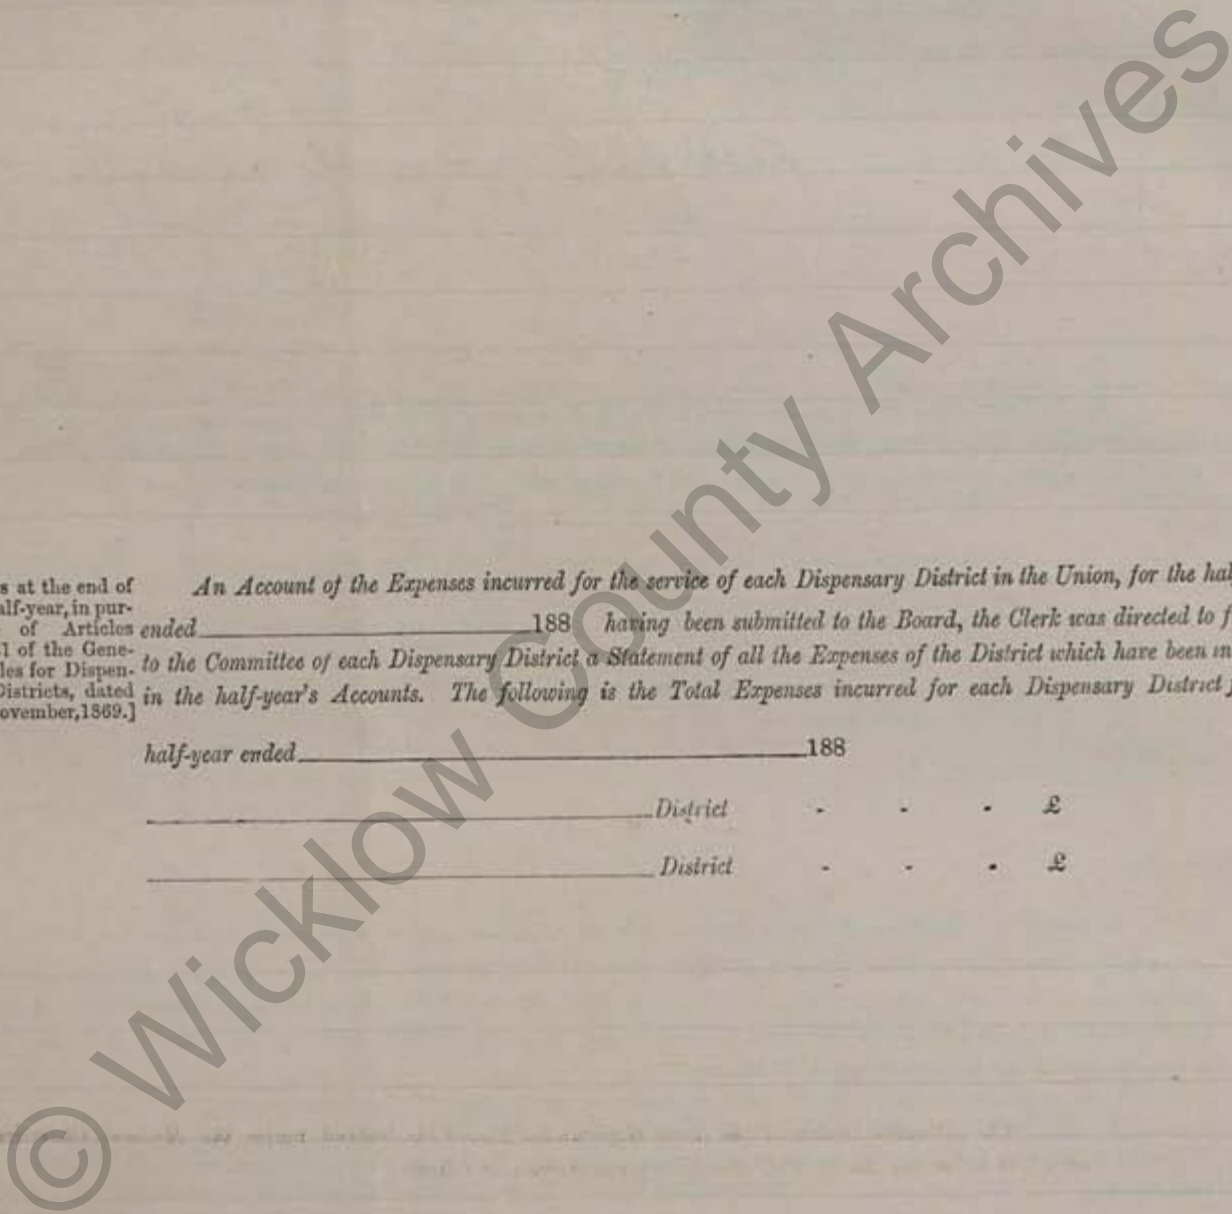 s at the end of
alf-year, in pur-
of Articles
1 of the Gene-
les for Dispen-
Districts, dated
ovember, 1869.]
An Account of the Expenses incurred for the service of each Dispensary District in the Union, for the hal
ended 188 having been submitted to the Board, the Clerk was directed to f
to the Committee of each Dispensary District a Statement of all the Expenses of the District which have been in
in the half-year's Accounts. The following is the Total Expenses incurred for each Dispensary District
half-year ended 188
District - - - £
District - - - £
© Wicklow County Archives